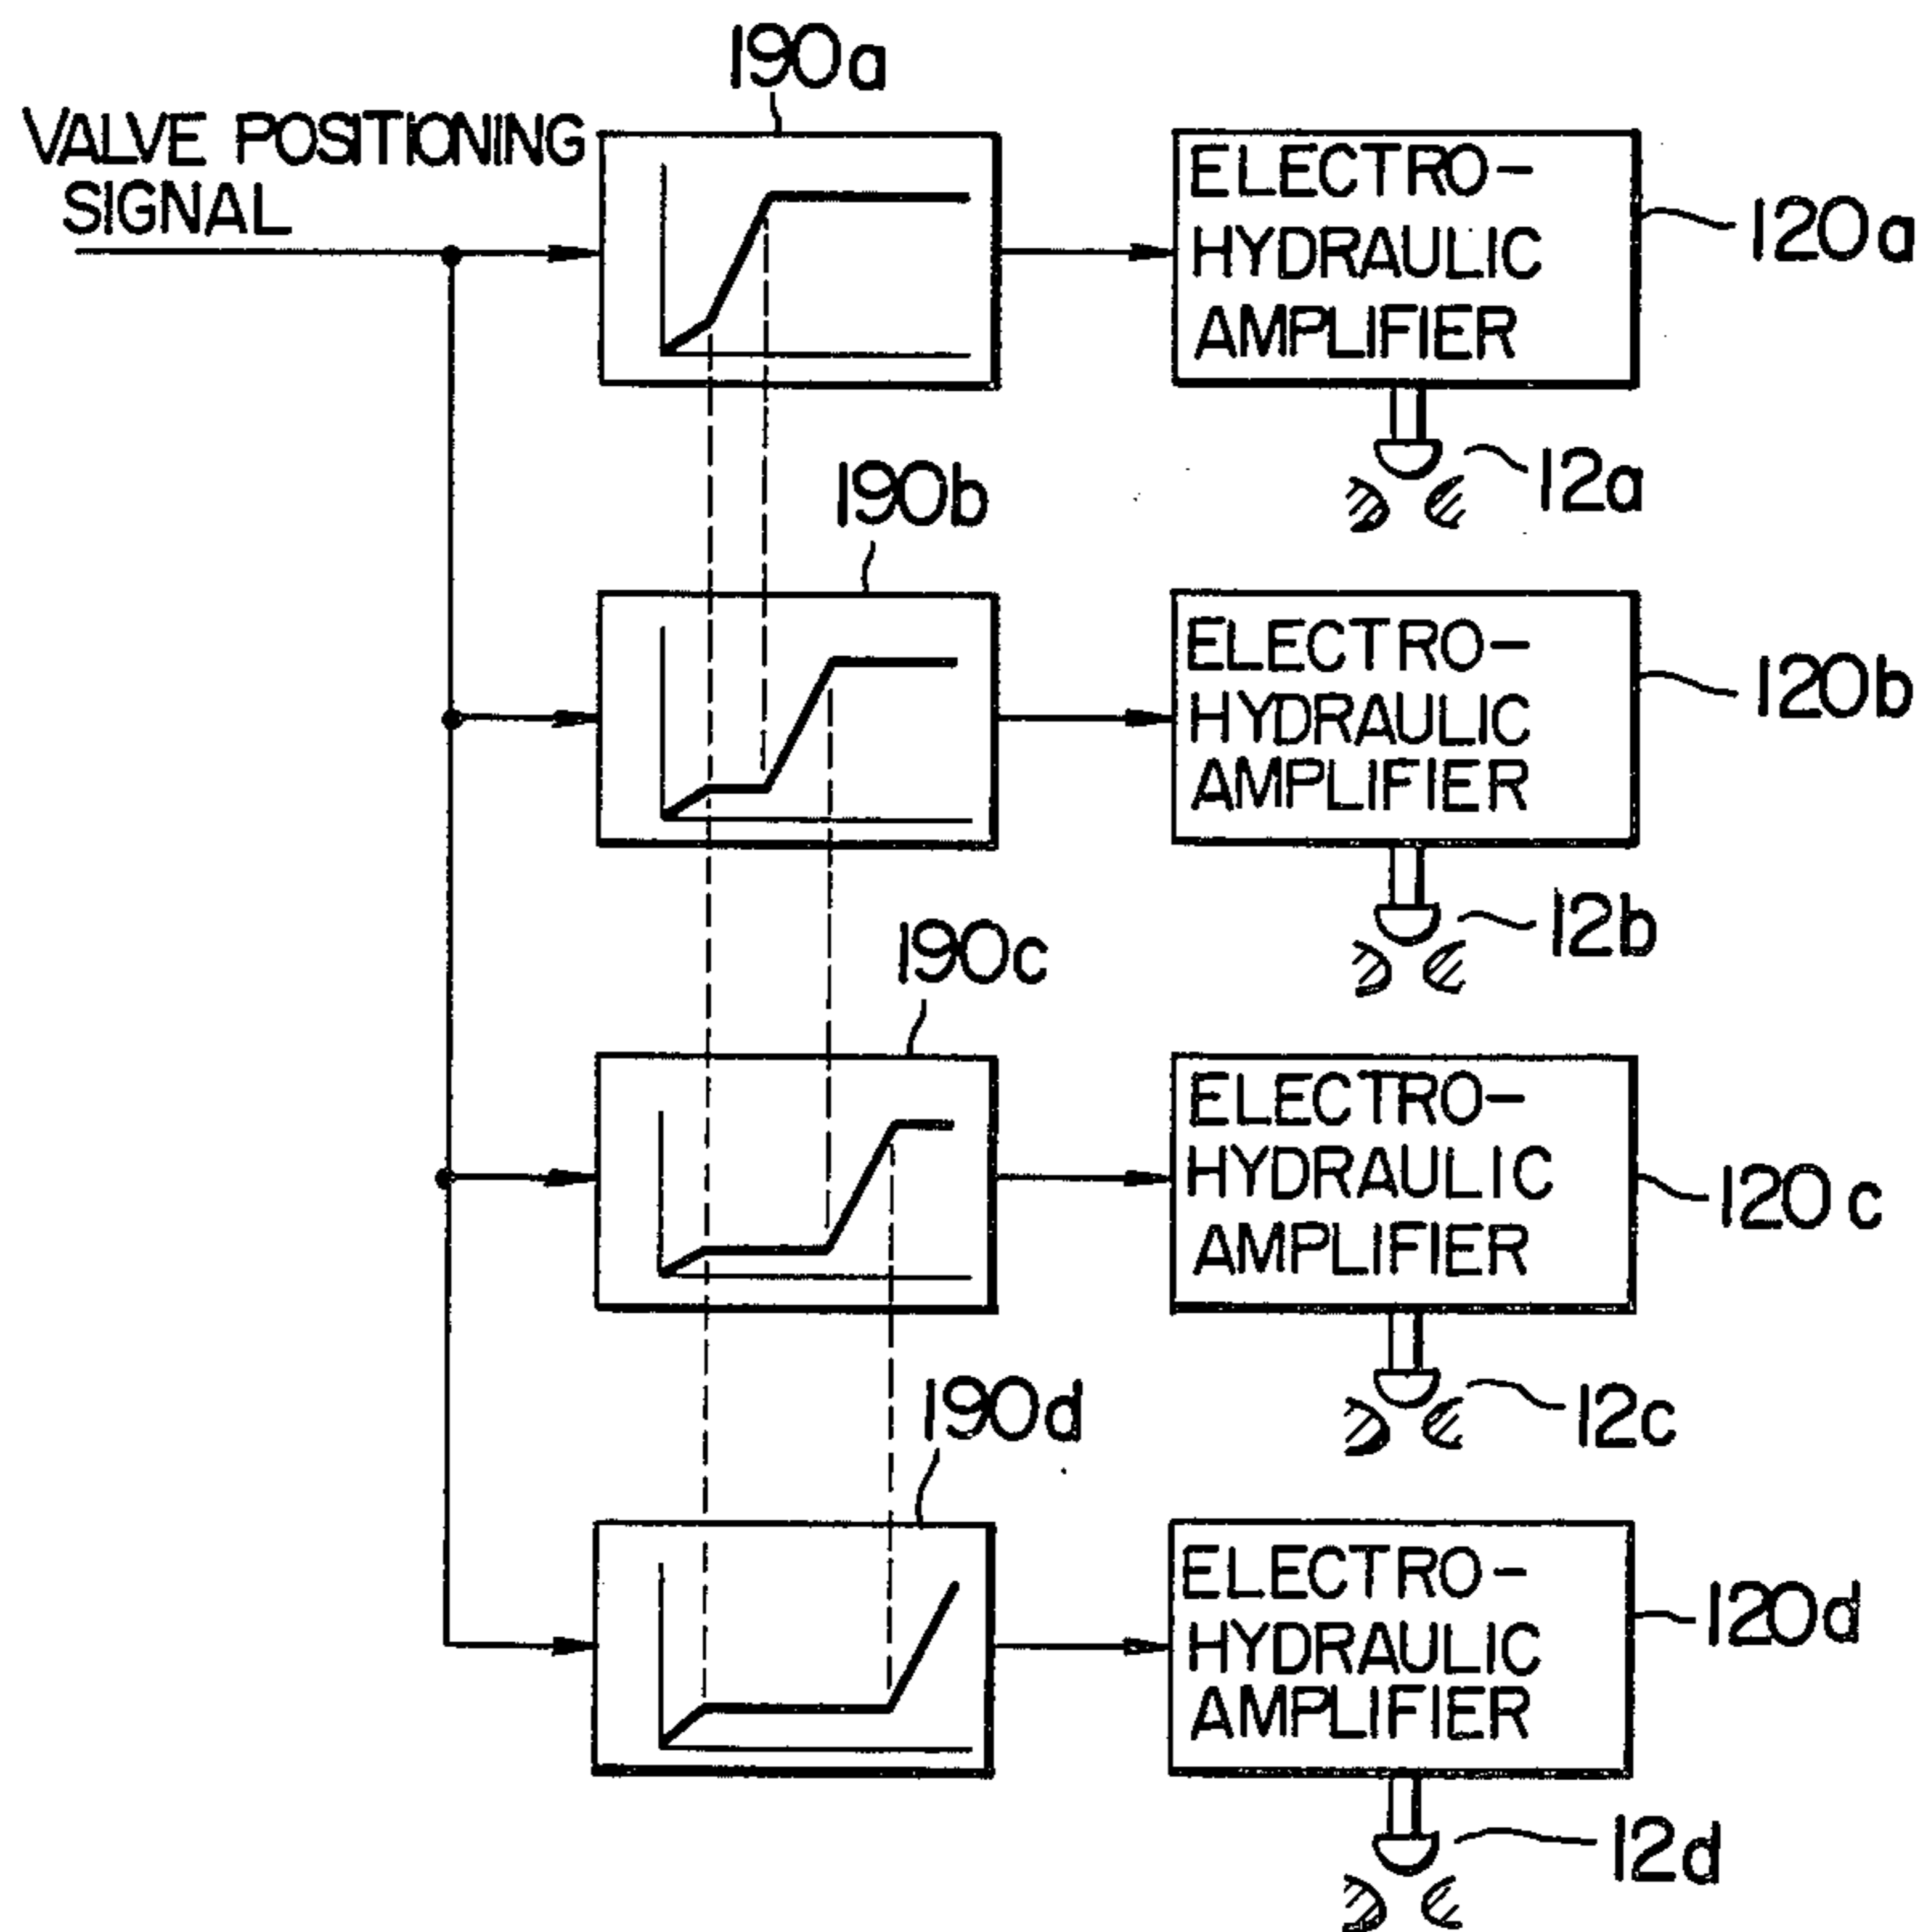 190a
VALVE POSITIONING
SIGNAL
ELECTRO-
HYDRAULIC
AMPLIFIER
120a
12a
190b
ELECTRO-
HYDRAULIC
AMPLIFIER
120b
12b
190c
ELECTRO-
HYDRAULIC
AMPLIFIER
120c
12c
190d
ELECTRO-
HYDRAULIC
AMPLIFIER
120d
12d